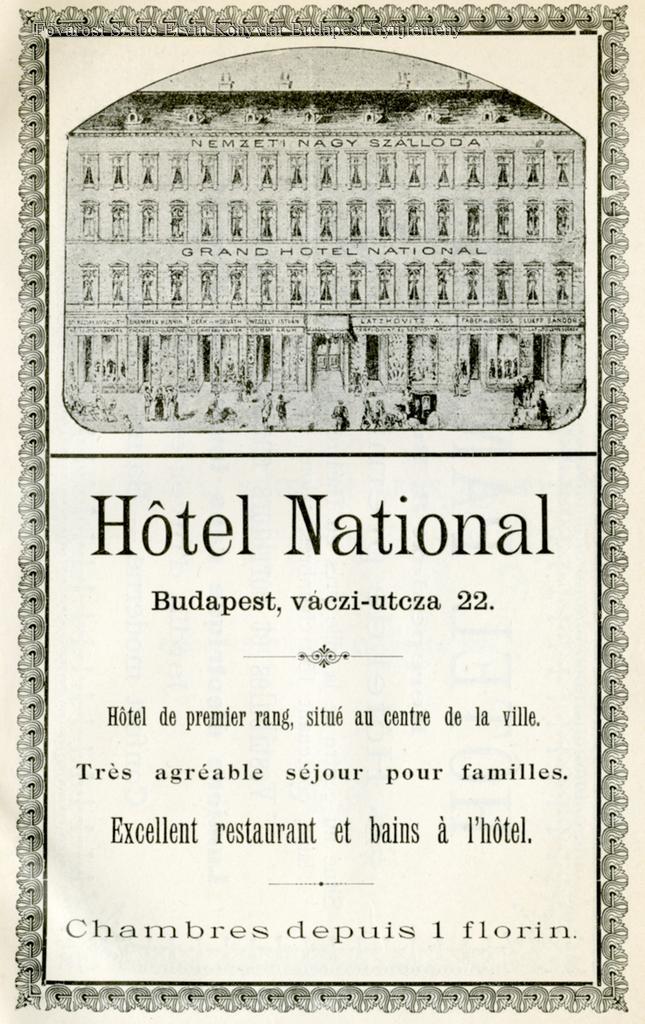 Fővárosi Szabó Ervin Könyvtár Budapest Gyűjtemény
NEMZETI NAGY SZÁLLODA
GRAND HOTEL NATIONAL
LATZKOVITZ A.
Hôtel National
Budapest, váczi-utcza 22.
Hôtel de premier rang, situé au centre de la ville.
Très agréable séjour pour familles.
Excellent restaurant et bains à l'hôtel.
Chambres depuis 1 florin.